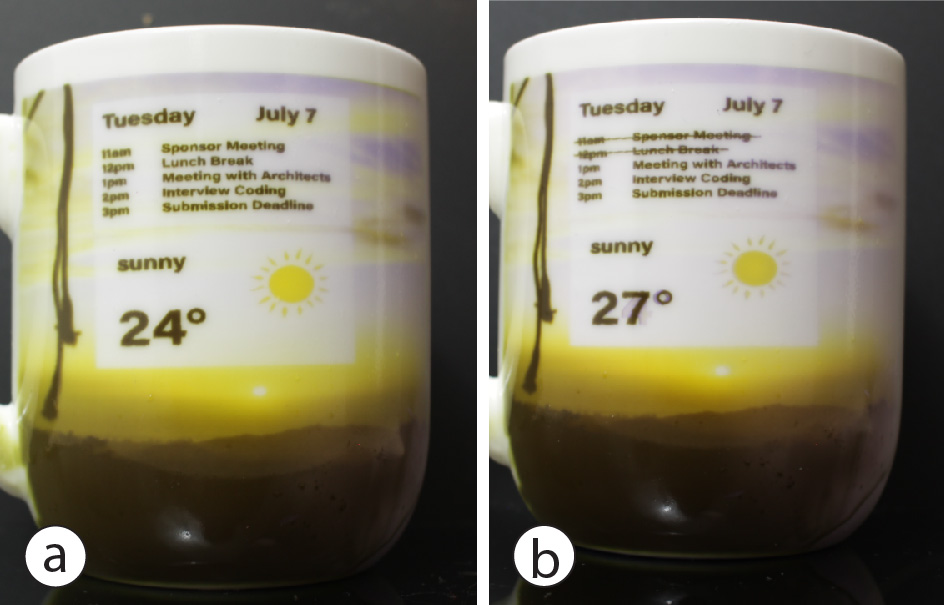 Tuesday July 7
11am Sponsor Meeting
12pm Lunch Break
1pm Meeting with Architects
2pm Interview Coding
3pm Submission Deadline
sunny
24°
a
Tuesday July 7
11am Sponsor Meeting
12pm Lunch Break
1pm Meeting with Architects
2pm Interview Coding
3pm Submission Deadline
sunny
27°
b